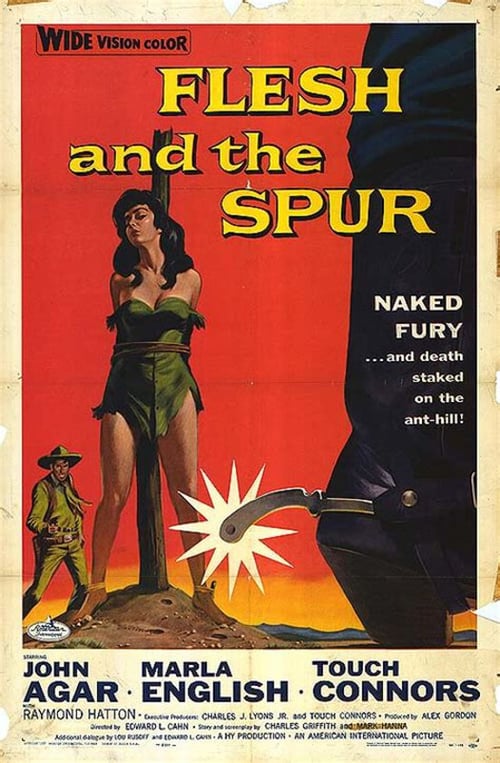 WIDE VISION COLOR
FLESH
and the
SPUR
NAKED
FURY
...and death
staked
on the
ant-hill!
STARRING
JOHN AGAR · MARLA ENGLISH · TOUCH CONNORS
WITH
RAYMOND HATTON · Executive Producers: CHARLES J. LYONS JR. and TOUCH CONNORS · Produced by ALEX GORDON
Directed by EDWARD L. CAHN · Story and screenplay by CHARLES GRIFFITH and MARK HANNA
Additional dialogue by LOU RUSOFF and EDWARD L. CAHN · A HY PRODUCTION · AN AMERICAN INTERNATIONAL PICTURE